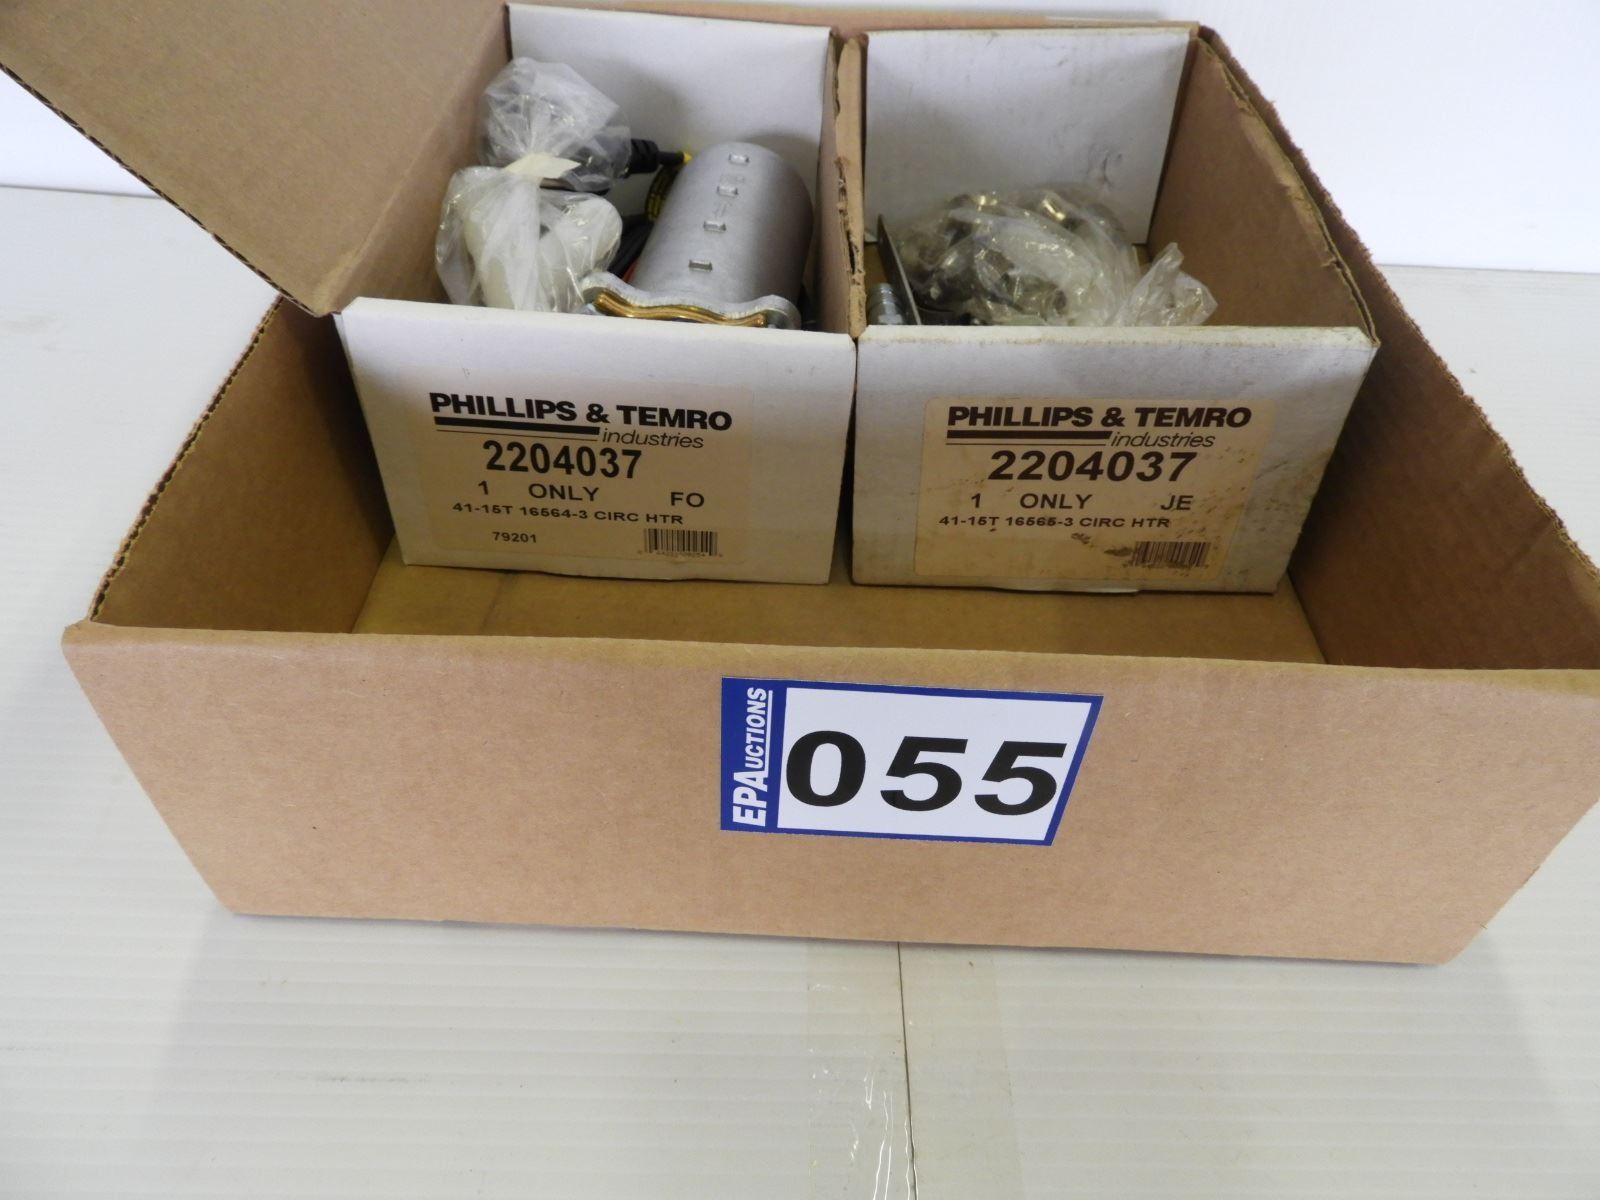 PHILLIPS & TEMRO
industries
2204037
1 ONLY FO
41-15T 16564-3 CIRC HTR
79201
PHILLIPS & TEMRO
industries
2204037
1 ONLY JE
41-15T 16565-3 CIRC HTR
EPAUCTIONS
055